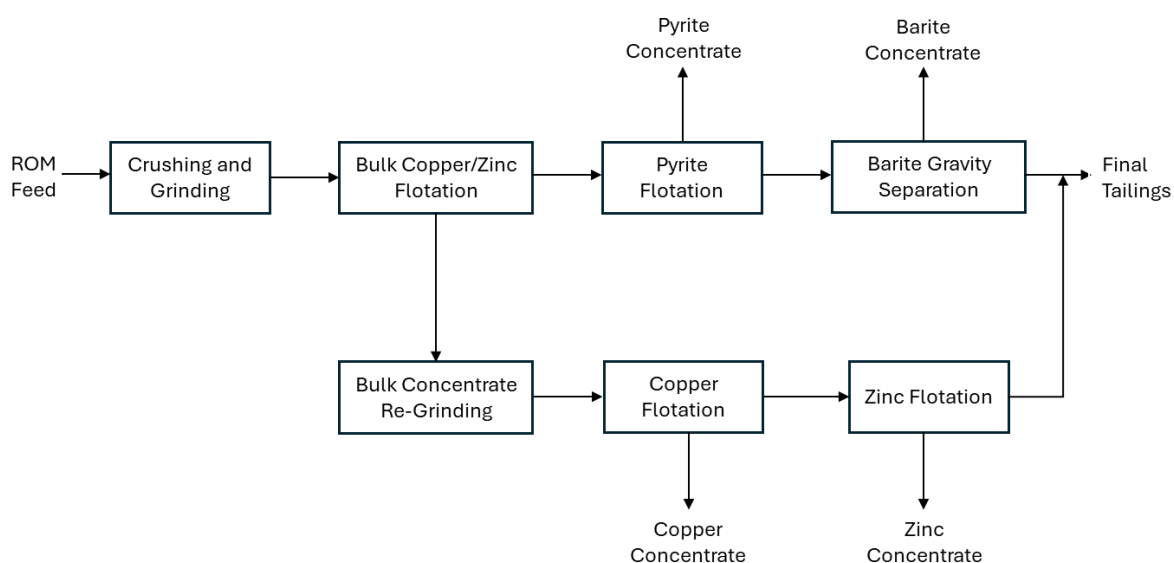 Pyrite
Concentrate
Barite
Concentrate
ROM
Feed
Crushing and
Grinding
Bulk Copper/Zinc
Flotation
Pyrite
Flotation
Barite Gravity
Separation
Final
Tailings
Bulk Concentrate
Re-Grinding
Copper
Flotation
Zinc Flotation
Copper
Concentrate
Zinc
Concentrate